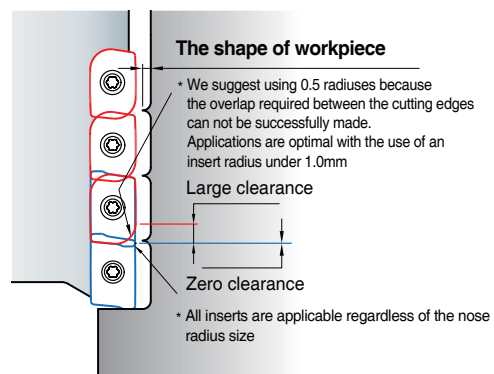 The shape of workpiece
* We suggest using 0.5 radiuses because
the overlap required between the cutting edges
can not be successfully made.
Applications are optimal with the use of an
insert radius under 1.0mm
Large clearance
Zero clearance
* All inserts are applicable regardless of the nose
radius size